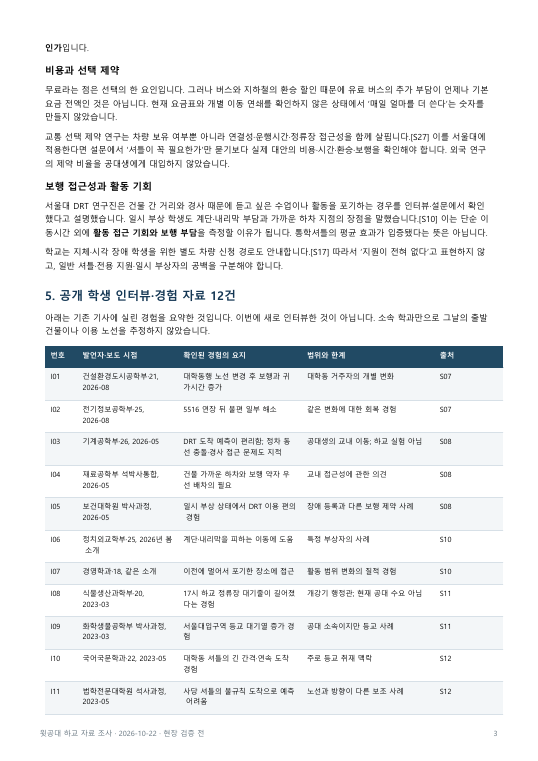 인가입니다.
비용과 선택 제약
무료라는 점은 선택의 한 요인입니다. 그러나 버스와 지하철의 환승 할인 때문에 유료 버스의 추가 부담이 언제나 기본
요금 전액인 것은 아닙니다. 현재 요금표와 개별 이동 연쇄를 확인하지 않은 상태에서 ‘매일 얼마를 더 쓴다’는 숫자를
만들지 않았습니다.
교통 선택 제약 연구는 차량 보유 여부뿐 아니라 연결성·운행시간·정류장 접근성을 함께 살핍니다.[S27] 이를 서울대에
적용한다면 설문에서 ‘셔틀이 꼭 필요한가’만 묻기보다 실제 대안의 비용·시간·환승·보행을 확인해야 합니다. 외국 연구
의 제약 비율을 공대생에게 대입하지 않았습니다.
보행 접근성과 활동 기회
서울대 DRT 연구진은 건물 간 거리와 경사 때문에 듣고 싶은 수업이나 활동을 포기하는 경우를 인터뷰·설문에서 확인
했다고 설명했습니다. 일시 부상 학생도 계단·내리막 부담과 가까운 하차 지점의 장점을 말했습니다.[S10] 이는 단순 이
동시간 외에 활동 접근 기회와 보행 부담을 측정할 이유가 됩니다. 통학셔틀의 평균 효과가 입증됐다는 뜻은 아닙니다.
학교는 지체·시각 장애 학생을 위한 별도 차량 신청 경로도 안내합니다.[S17] 따라서 ‘지원이 전혀 없다’고 표현하지 않
고, 일반 셔틀·전용 지원·일시 부상자의 공백을 구분해야 합니다.
5. 공개 학생 인터뷰·경험 자료 12건
아래는 기존 기사에 실린 경험을 요약한 것입니다. 이번에 새로 인터뷰한 것이 아닙니다. 소속 학과만으로 그날의 출발
건물이나 이용 노선을 추정하지 않았습니다.
번호 발언자·보도 시점 확인된 경험의 요지 범위와 한계 출처
I01 건설환경도시공학부·21, 대학동행 노선 변경 후 보행과 귀 대학동 거주자의 개별 변화 S07
2026-08 가시간 증가
I02 전기정보공학부·25, 5516 연장 뒤 불편 일부 해소 같은 변화에 대한 회복 경험 S07
2026-08
I03 기계공학부·26, 2026-05 DRT 도착 예측이 편리함; 정차 동 공대생의 교내 이동; 하교 실험 아님 S08
선 충돌·경사 접근 문제도 지적
I04 재료공학부 석박사통합, 건물 가까운 하차와 보행 약자 우 교내 접근성에 관한 의견 S08
2026-05 선 배차의 필요
I05 보건대학원 박사과정, 일시 부상 상태에서 DRT 이용 편의 장애 등록과 다른 보행 제약 사례 S08
2026-05 경험
I06 정치외교학부·25, 2026년 봄 계단·내리막을 피하는 이동에 도움 특정 부상자의 사례 S10
소개
I07 경영학과·18, 같은 소개 이전에 멀어서 포기한 장소에 접근 활동 범위 변화의 질적 경험 S10
I08 식물생산과학부·20, 17시 하교 정류장 대기줄이 길어졌 개강기 행정관; 현재 공대 수요 아님 S11
2023-03 다는 경험
I09 화학생물공학부 박사과정, 서울대입구역 등교 대기열 증가 경 공대 소속이지만 등교 사례 S11
2023-03 험
I10 국어국문학과·22, 2023-05 대학동 셔틀의 긴 간격·연속 도착 주로 등교 취재 맥락 S12
경험
I11 법학전문대학원 석사과정, 사당 셔틀의 불규칙 도착으로 예측 노선과 방향이 다른 보조 사례 S12
2023-05 어려움
윗공대 하교 자료 조사 · 2026-10-22 · 현장 검증 전 3